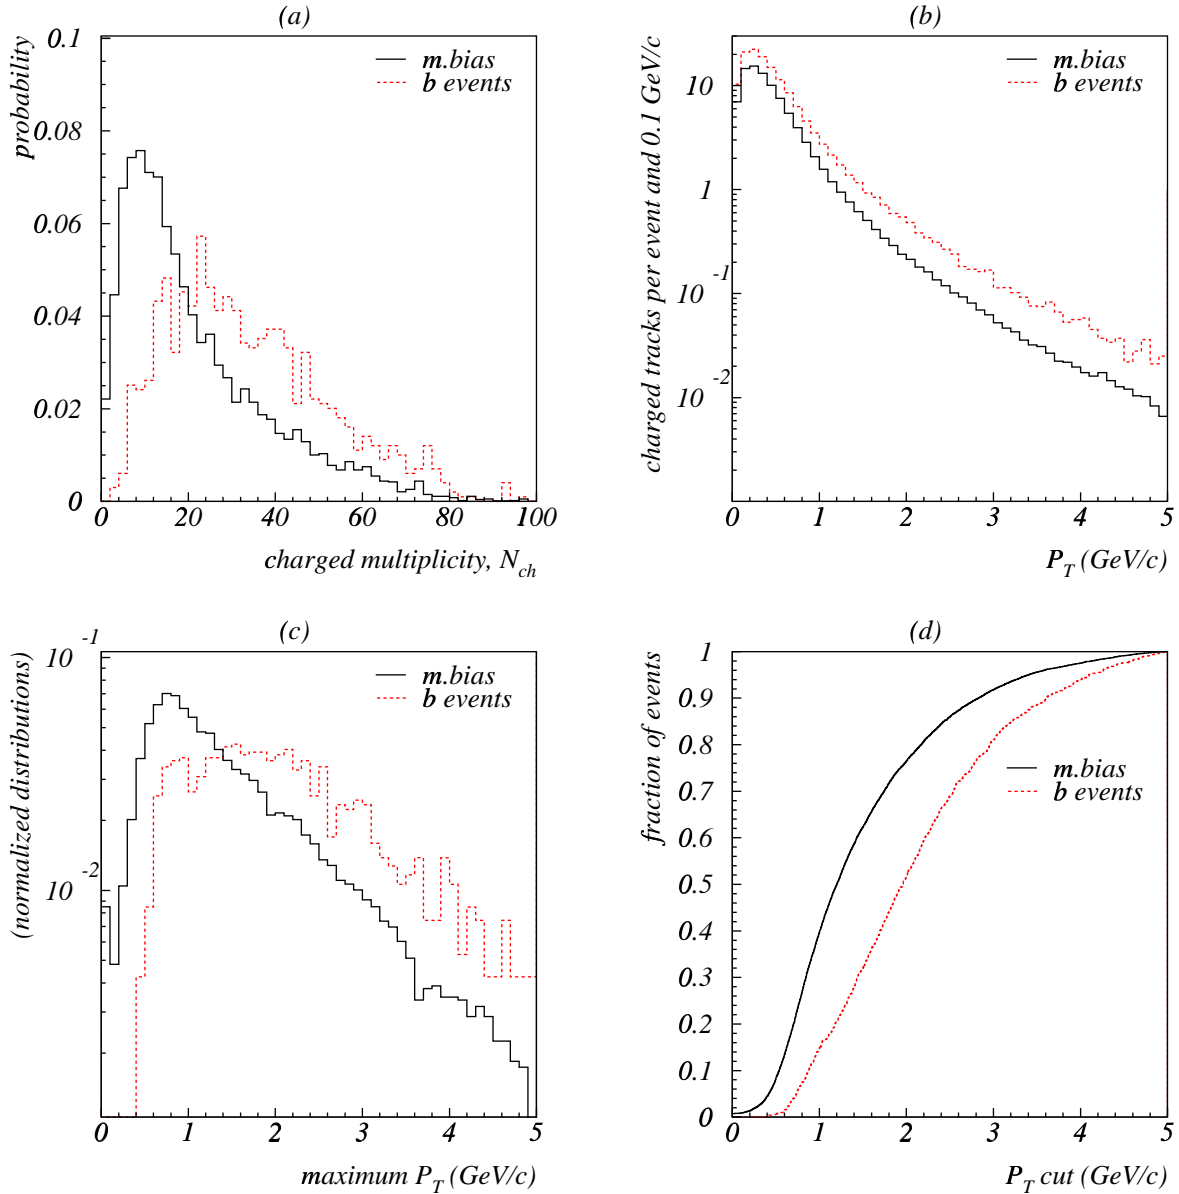 (a)
probability
0.1
0.08
0.06
0.04
0.02
0
m.bias
b events
0 20 40 60 80 100
charged multiplicity, N_ch
(b)
charged tracks per event and 0.1 GeV/c
10
1
10^-1
10^-2
m.bias
b events
0 1 2 3 4 5
P_T (GeV/c)
(c)
(normalized distributions)
10^-1
10^-2
m.bias
b events
0 1 2 3 4 5
maximum P_T (GeV/c)
(d)
fraction of events
1
0.9
0.8
0.7
0.6
0.5
0.4
0.3
0.2
0.1
0
m.bias
b events
0 1 2 3 4 5
P_T cut (GeV/c)